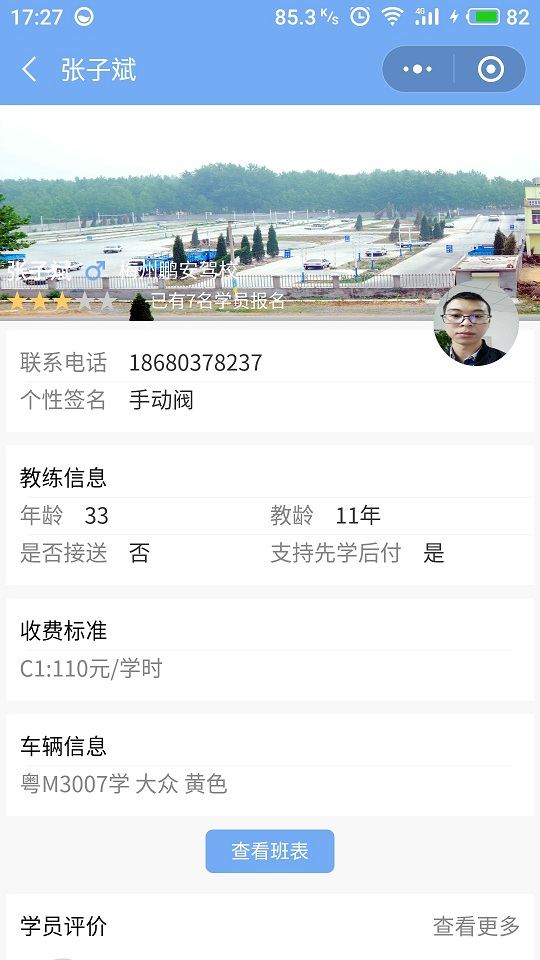 17:27 85.3 K/s 4G 82
张子斌
张子斌 ♂ 梅州鹏安驾校
已有7名学员报名
联系电话 18680378237
个性签名 手动阀
教练信息
年龄 33 教龄 11年
是否接送 否 支持先学后付 是
收费标准
C1:110元/学时
车辆信息
粤M3007学 大众 黄色
查看班表
学员评价 查看更多